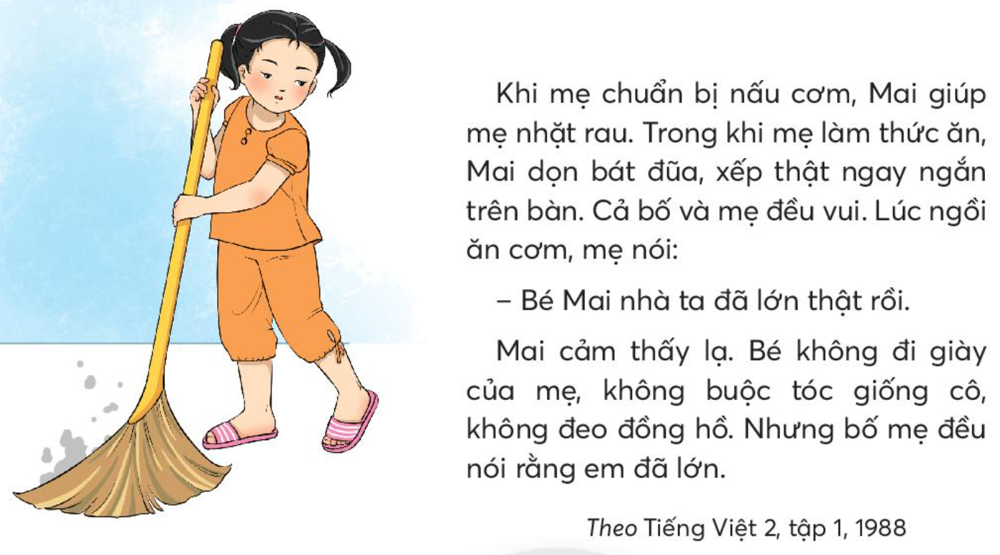 Khi mẹ chuẩn bị nấu cơm, Mai giúp
mẹ nhặt rau. Trong khi mẹ làm thức ăn,
Mai dọn bát đũa, xếp thật ngay ngắn
trên bàn. Cả bố và mẹ đều vui. Lúc ngồi
ăn cơm, mẹ nói:
– Bé Mai nhà ta đã lớn thật rồi.
Mai cảm thấy lạ. Bé không đi giày
của mẹ, không buộc tóc giống cô,
không đeo đồng hồ. Nhưng bố mẹ đều
nói rằng em đã lớn.
Theo Tiếng Việt 2, tập 1, 1988